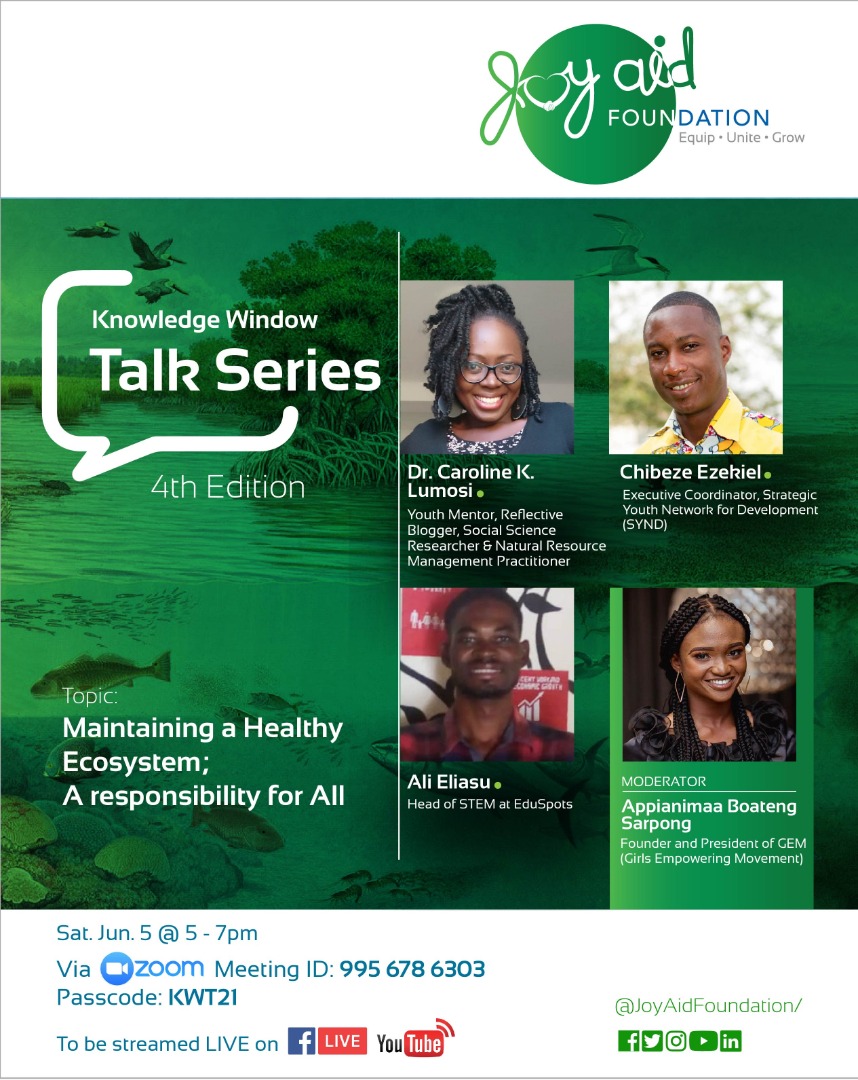 Joy aid
FOUNDATION
Equip • Unite • Grow
Knowledge Window
Talk Series
4th Edition
Topic:
Maintaining a Healthy
Ecosystem;
A responsibility for All
Dr. Caroline K.
Lumosi
Youth Mentor, Reflective
Blogger, Social Science
Researcher & Natural Resource
Management Practitioner
Chibeze Ezekiel
Executive Coordinator, Strategic
Youth Network for Development
(SYND)
ECONOMIC GROWTH
Ali Eliasu
Head of STEM at EduSpots
MODERATOR
Appianimaa Boateng
Sarpong
Founder and President of GEM
(Girls Empowering Movement)
Sat. Jun. 5 @ 5 - 7pm
Via zoom Meeting ID: 995 678 6303
Passcode: KWT21
To be streamed LIVE on f LIVE YouTube
@JoyAidFoundation/